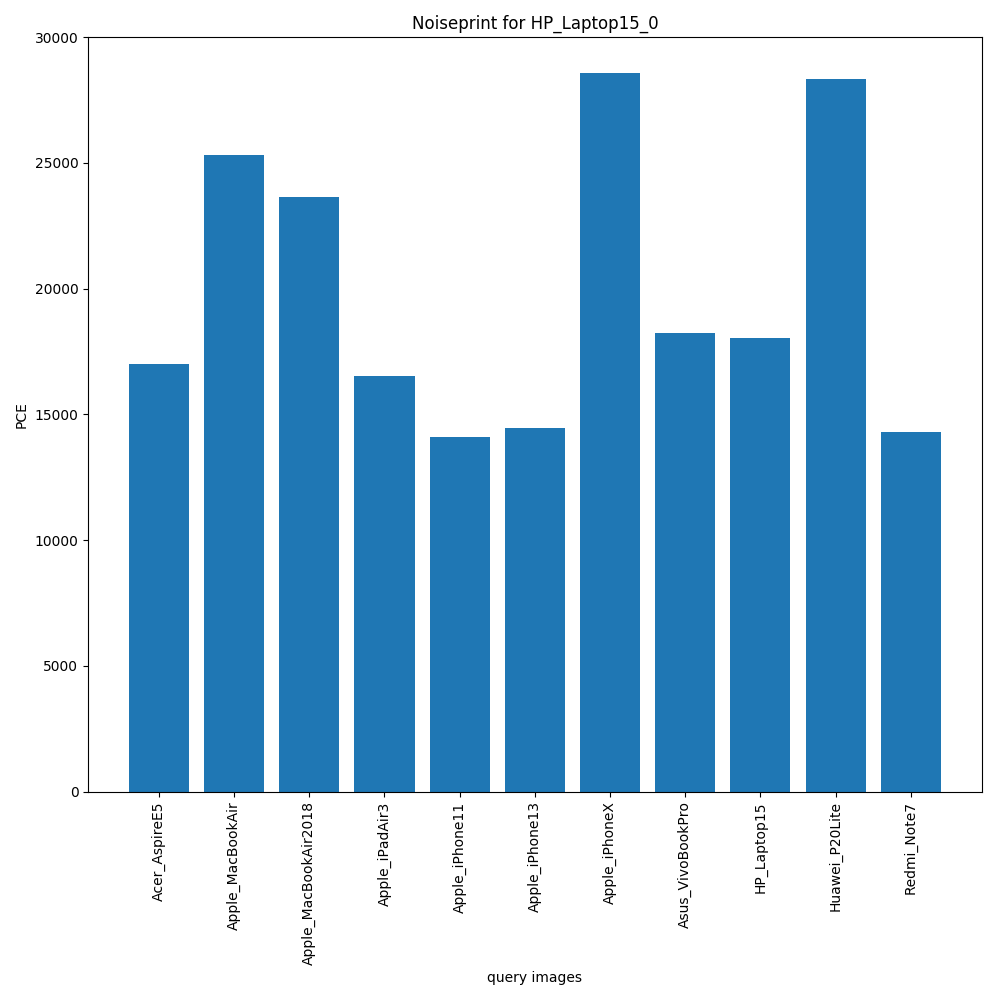 Noiseprint for HP_Laptop15_0
30000
25000
20000
15000
10000
5000
0
PCE
Acer_AspireE5
Apple_MacBookAir
Apple_MacBookAir2018
Apple_iPadAir3
Apple_iPhone11
Apple_iPhone13
Apple_iPhoneX
Asus_VivoBookPro
HP_Laptop15
Huawei_P20Lite
Redmi_Note7
query images